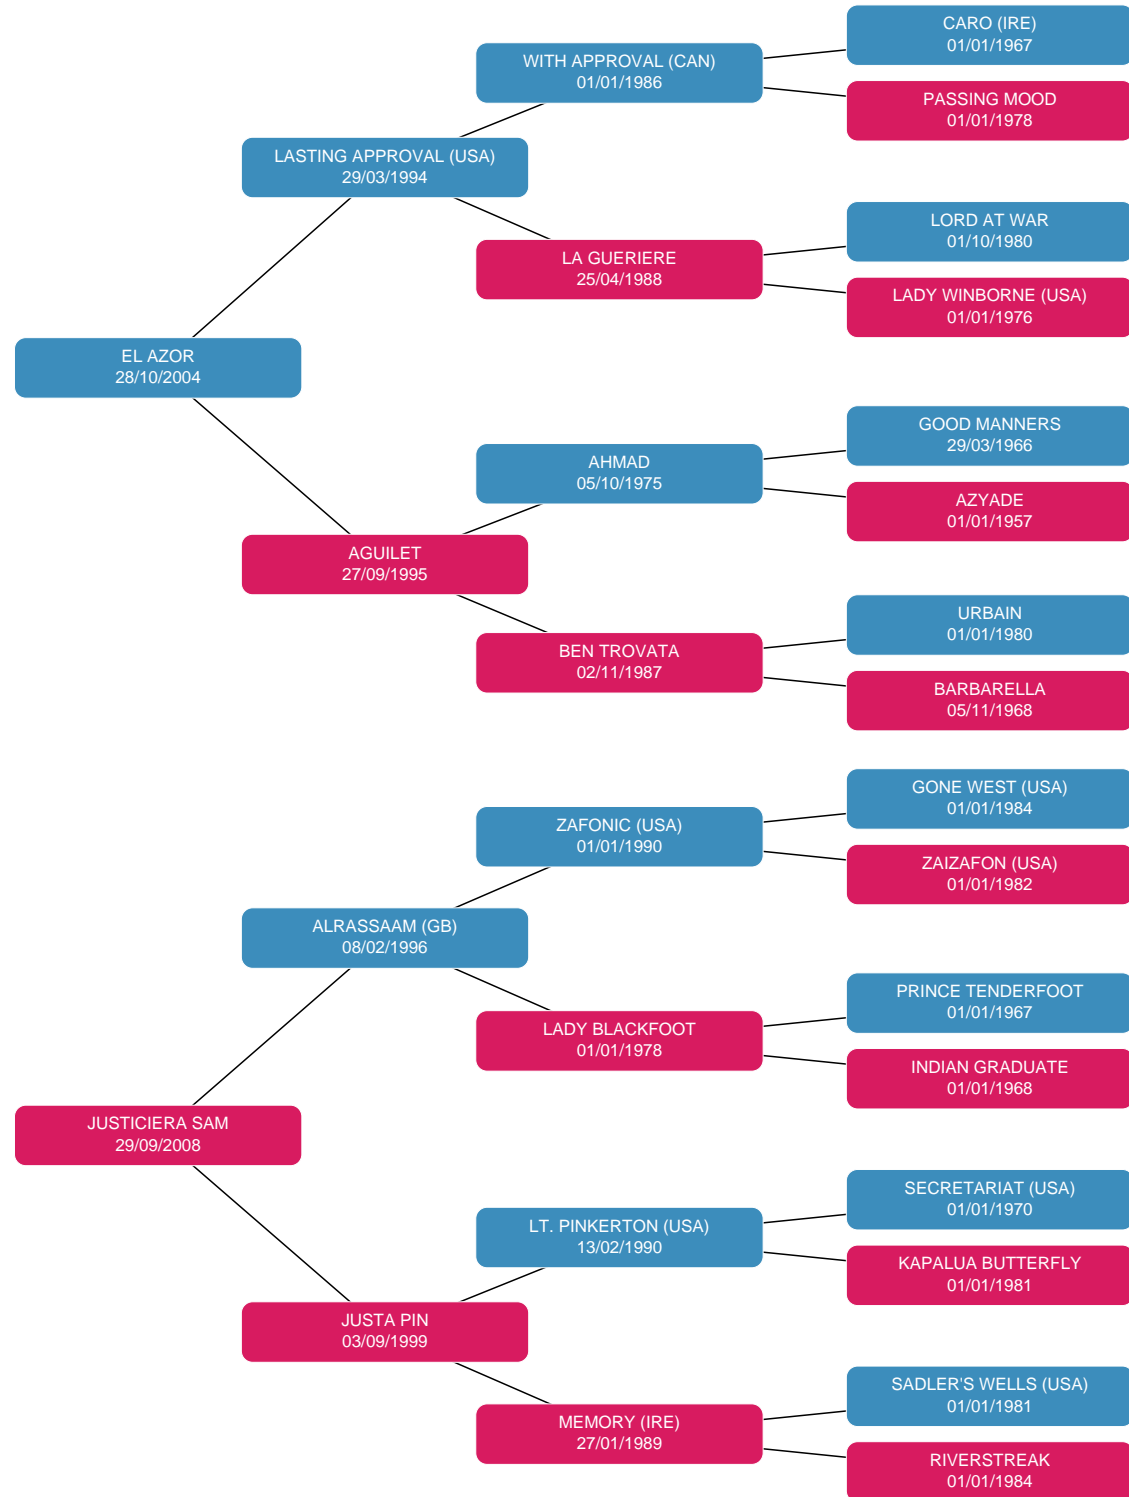 CARO (IRE)
01/01/1967
WITH APPROVAL (CAN)
01/01/1986
PASSING MOOD
01/01/1978
LASTING APPROVAL (USA)
29/03/1994
LORD AT WAR
01/10/1980
LA GUERIERE
25/04/1988
LADY WINBORNE (USA)
01/01/1976
EL AZOR
28/10/2004
GOOD MANNERS
29/03/1966
AHMAD
05/10/1975
AZYADE
01/01/1957
AGUILET
27/09/1995
URBAIN
01/01/1980
BEN TROVATA
02/11/1987
BARBARELLA
05/11/1968
GONE WEST (USA)
01/01/1984
ZAFONIC (USA)
01/01/1990
ZAIZAFON (USA)
01/01/1982
ALRASSAAM (GB)
08/02/1996
PRINCE TENDERFOOT
01/01/1967
LADY BLACKFOOT
01/01/1978
INDIAN GRADUATE
01/01/1968
JUSTICIERA SAM
29/09/2008
SECRETARIAT (USA)
01/01/1970
LT. PINKERTON (USA)
13/02/1990
KAPALUA BUTTERFLY
01/01/1981
JUSTA PIN
03/09/1999
SADLER'S WELLS (USA)
01/01/1981
MEMORY (IRE)
27/01/1989
RIVERSTREAK
01/01/1984